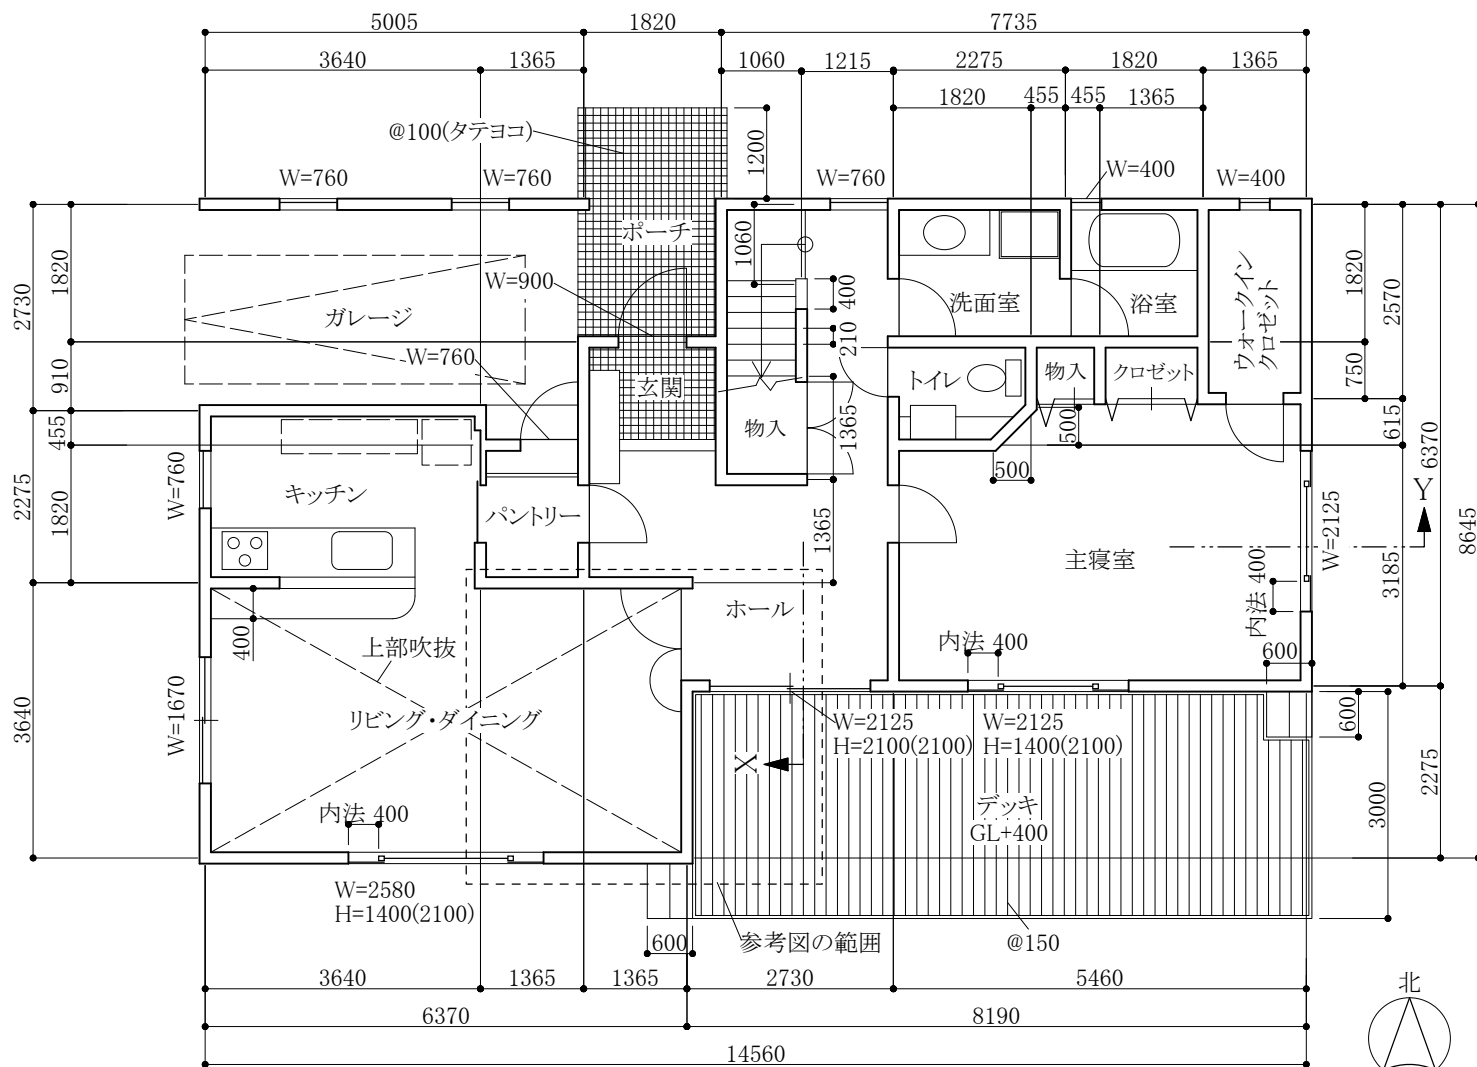 5005
1820
7735
3640
1365
1060
1215
2275
1820
1365
1820
455
455
1365
@100(タテヨコ)
1200
W=760
W=760
W=760
W=400
W=400
ポーチ
1060
W=900
400
洗面室
浴室
ウォークイン
クロゼット
1820
2570
2730
1820
ガレージ
210
W=760
玄関
トイレ
物入
クロゼット
750
910
物入
1365
500
615
6370
455
500
キッチン
W=760
パントリー
2275
1820
1365
主寝室
W=2125
Y
8645
3185
内法 400
ホール
400
上部吹抜
内法 400
600
W=1670
リビング・ダイニング
3640
W=2125
H=2100(2100)
W=2125
H=1400(2100)
600
2275
X
3000
内法 400
デッキ
GL+400
W=2580
H=1400(2100)
600
参考図の範囲
@150
3640
1365
1365
2730
5460
北
6370
8190
14560